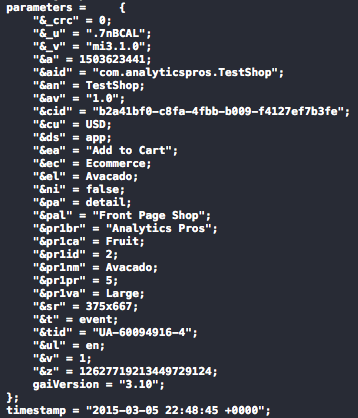 parameters =     {
"&_crc" = 0;
"&_u" = ".7nBCAL";
"&_v" = "mi3.1.0";
"&a" = 1503623441;
"&aid" = "com.analyticspros.TestShop";
"&an" = TestShop;
"&av" = "1.0";
"&cid" = "b2a41bf0-c8fa-4fbb-b009-f4127ef7b3fe";
"&cu" = USD;
"&ds" = app;
"&ea" = "Add to Cart";
"&ec" = Ecommerce;
"&el" = Avacado;
"&ni" = false;
"&pa" = detail;
"&pal" = "Front Page Shop";
"&pr1br" = "Analytics Pros";
"&pr1ca" = Fruit;
"&pr1id" = 2;
"&pr1nm" = Avacado;
"&pr1pr" = 5;
"&pr1va" = Large;
"&sr" = 375x667;
"&t" = event;
"&tid" = "UA-60094916-4";
"&ul" = en;
"&v" = 1;
"&z" = 12627719213449729124;
gaiVersion = "3.10";
};
timestamp = "2015-03-05 22:48:45 +0000";